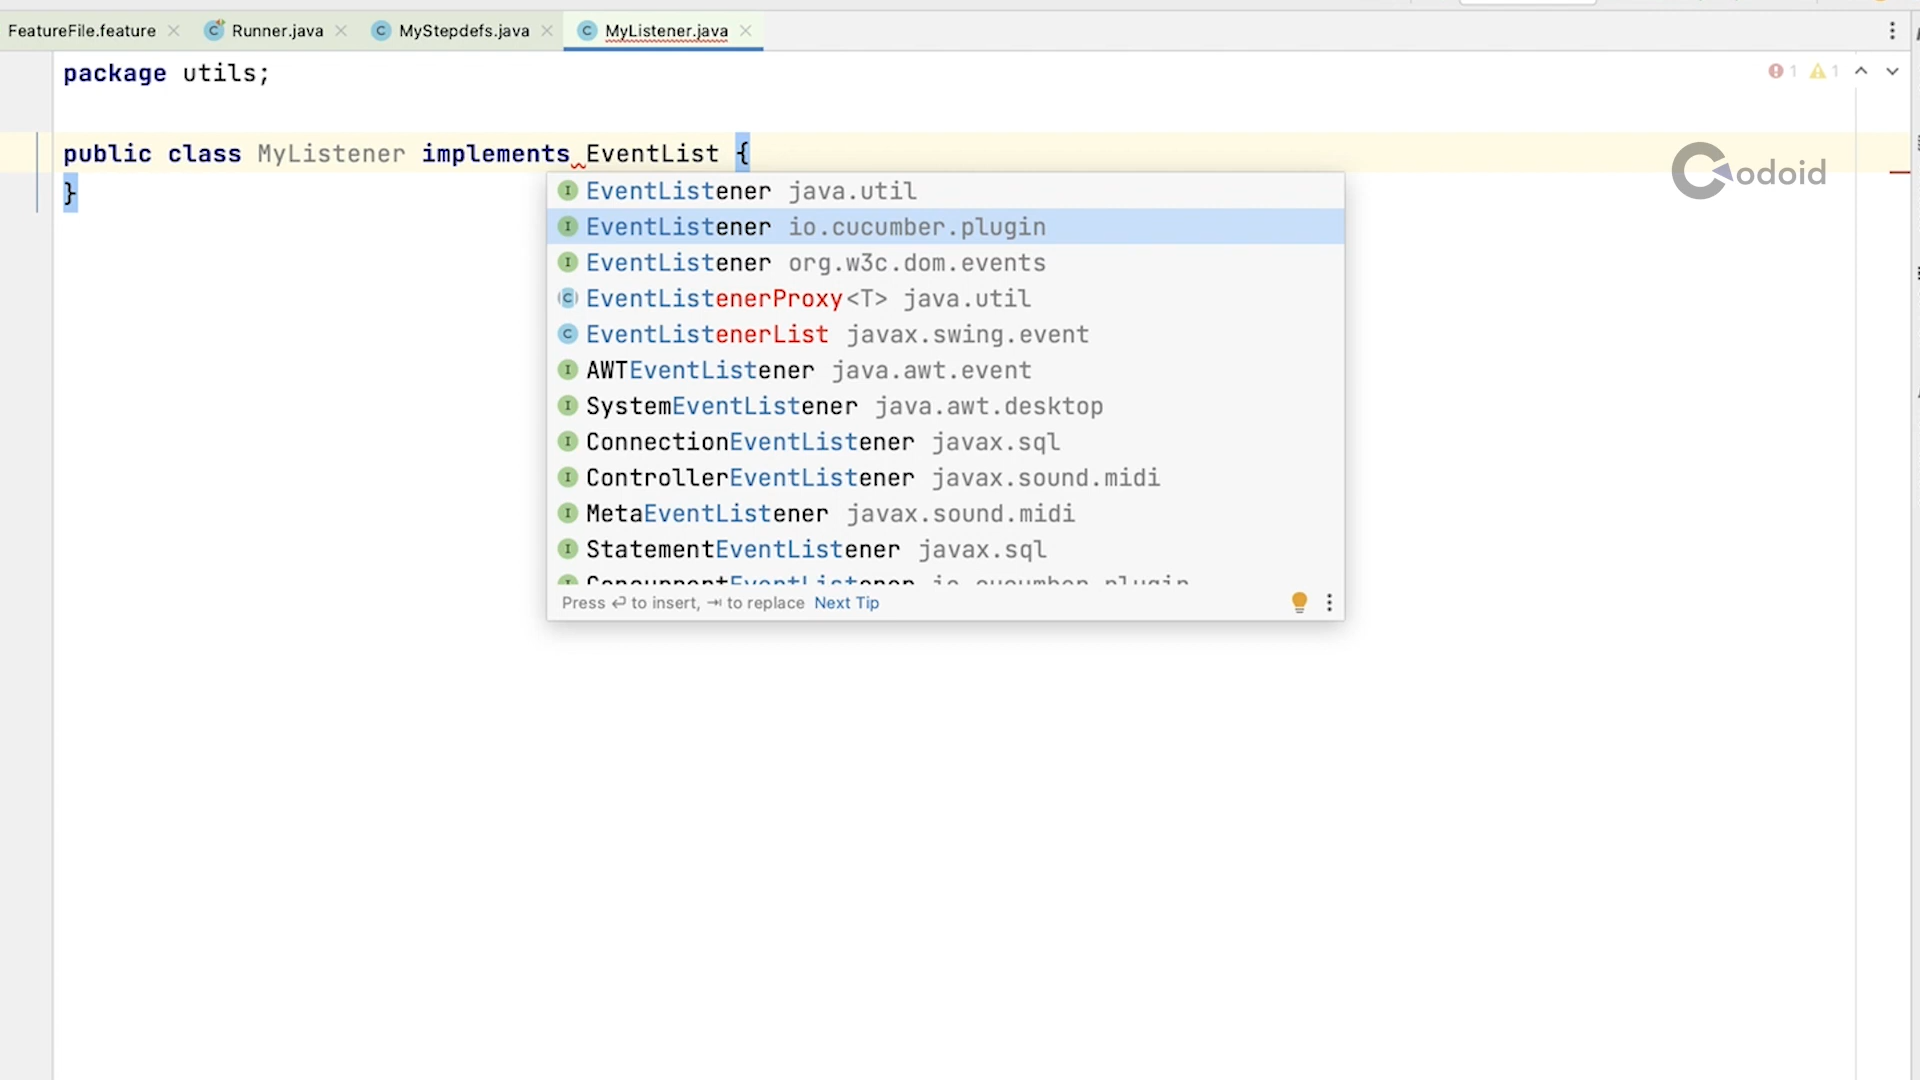 FeatureFile.feature Runner.java MyStepdefs.java MyListener.java
package utils;
1 1
public class MyListener implements EventList {
}
Codoid
EventListener java.util
EventListener io.cucumber.plugin
EventListener org.w3c.dom.events
EventListenerProxy<T> java.util
EventListenerList javax.swing.event
AWTEventListener java.awt.event
SystemEventListener java.awt.desktop
ConnectionEventListener javax.sql
ControllerEventListener javax.sound.midi
MetaEventListener javax.sound.midi
StatementEventListener javax.sql
ConcurrentEventListener io.cucumber.plugin
Press ⏎ to insert, ⇥ to replace Next Tip